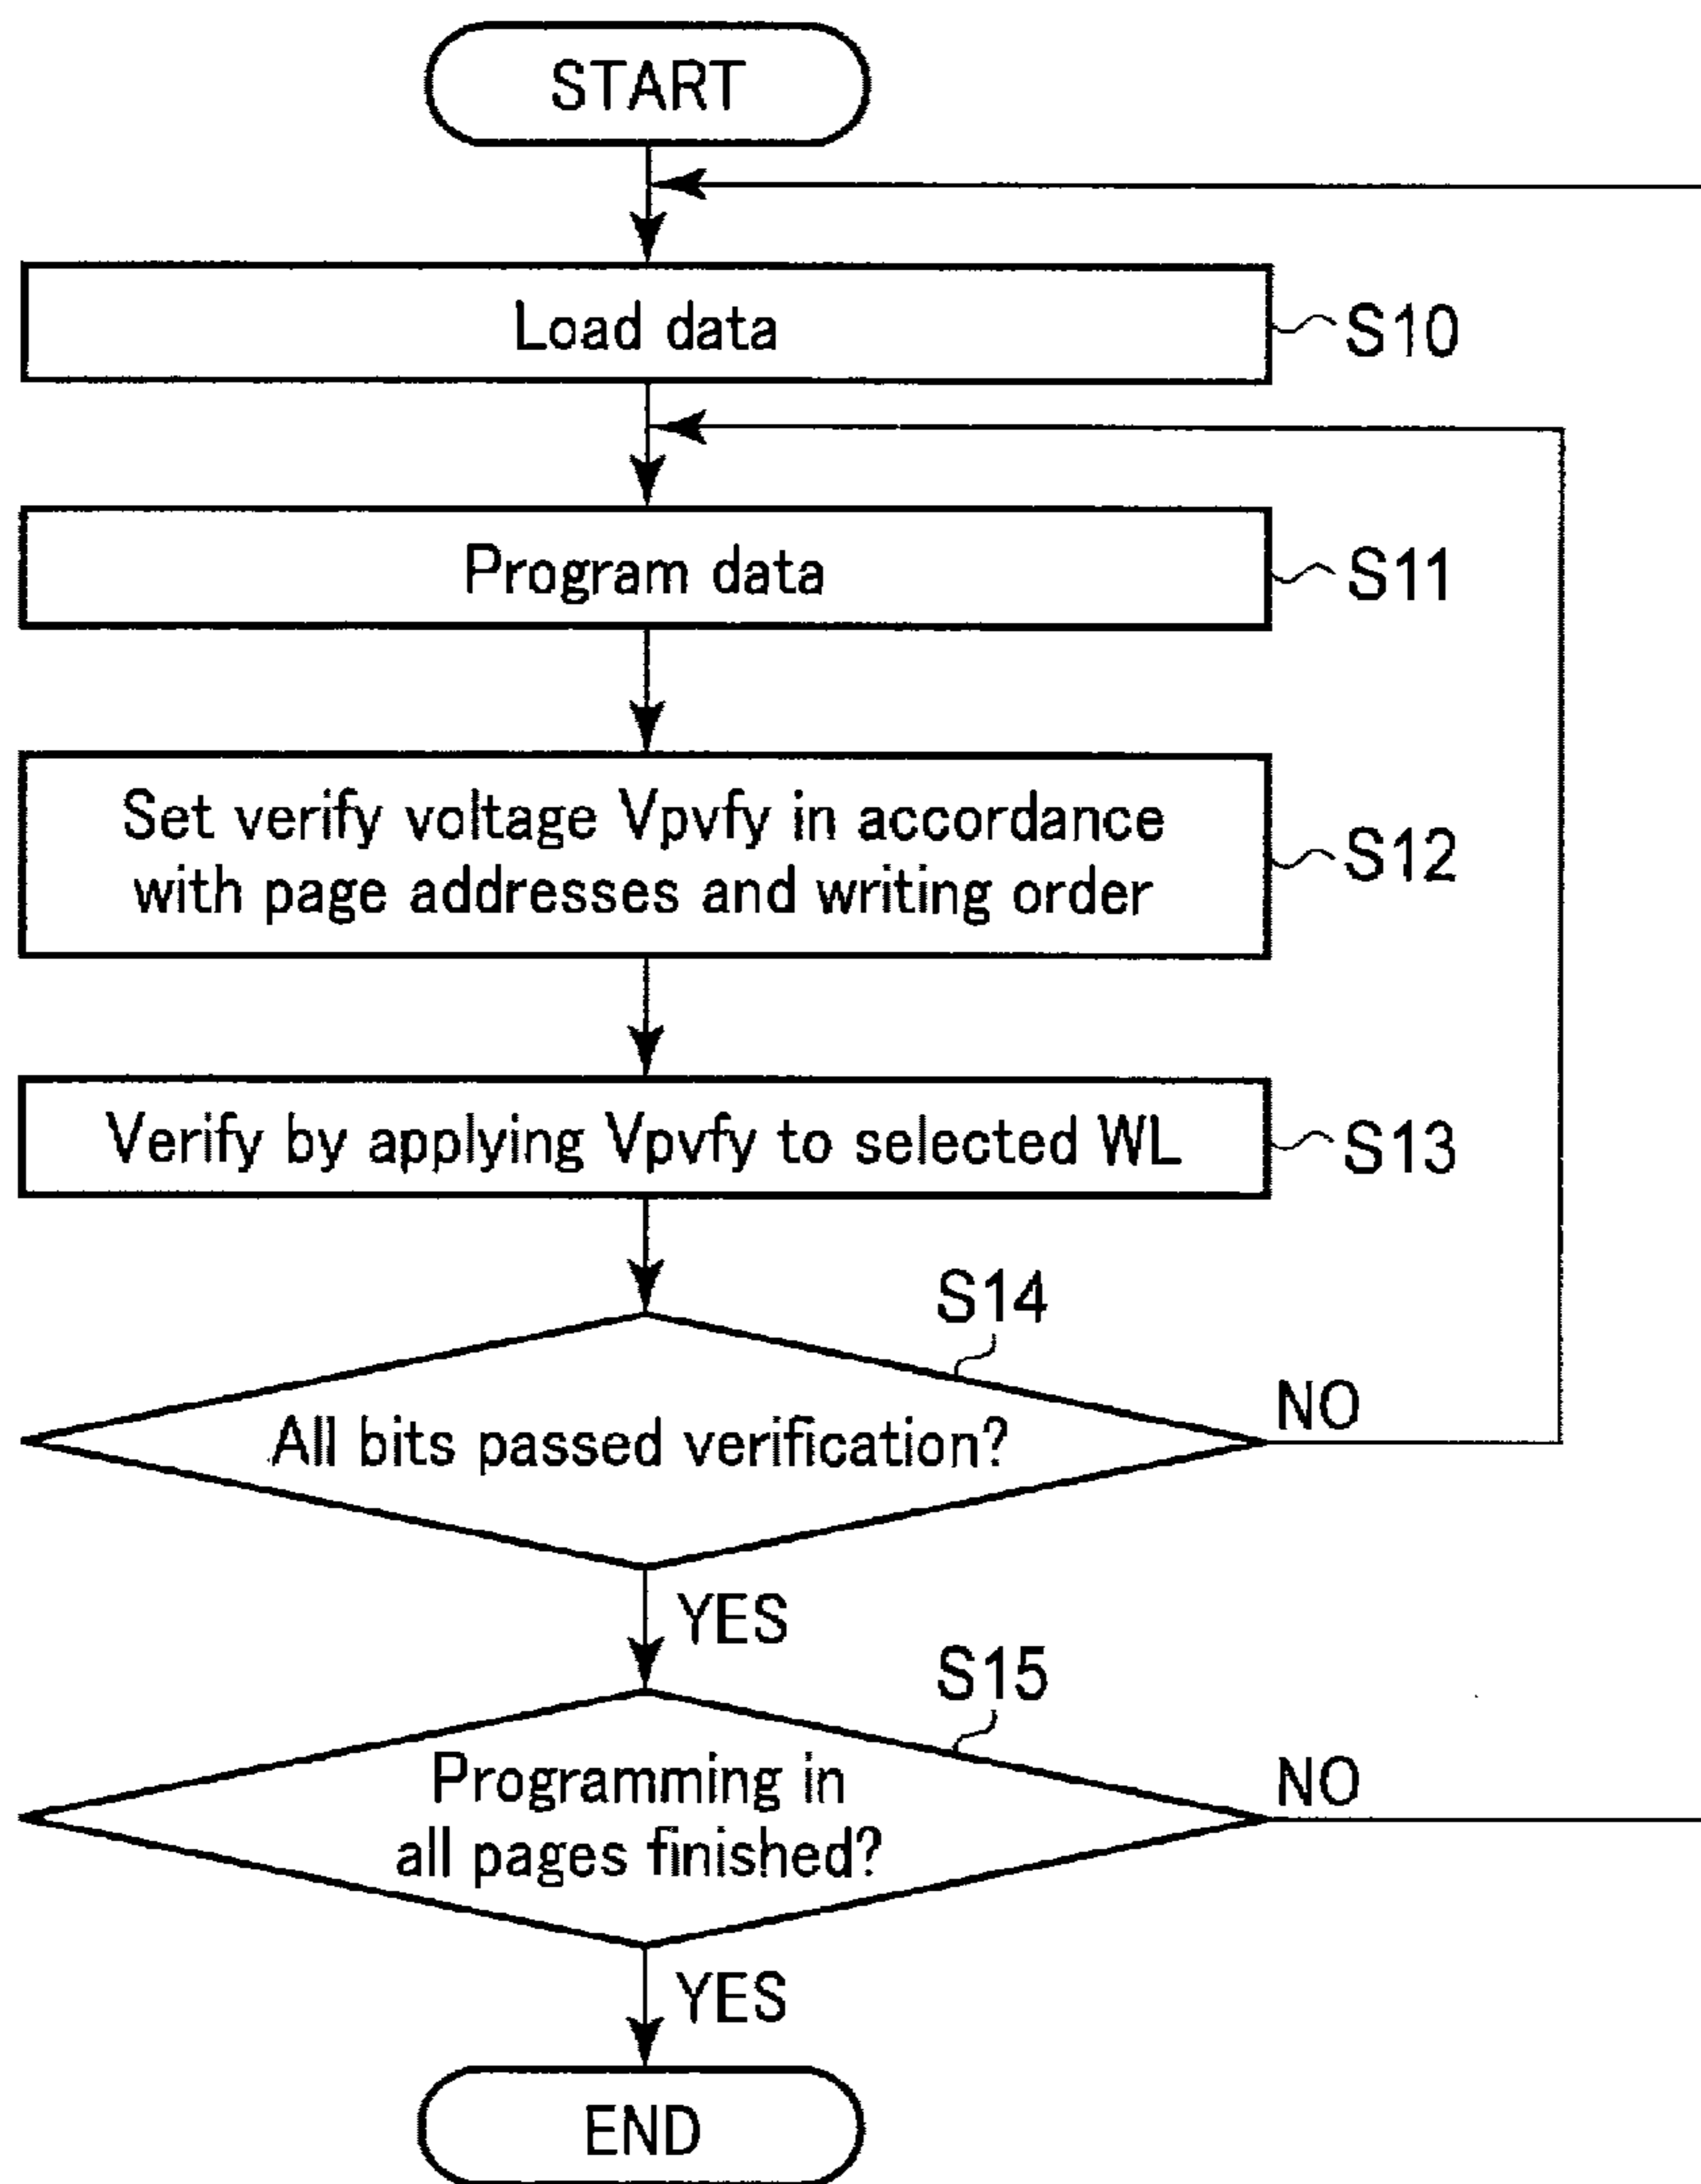 START
Load data
S10
Program data
S11
Set verify voltage Vpvfy in accordance
with page addresses and writing order
S12
Verify by applying Vpvfy to selected WL
S13
S14
All bits passed verification?
NO
YES
S15
Programming in
all pages finished?
NO
YES
END